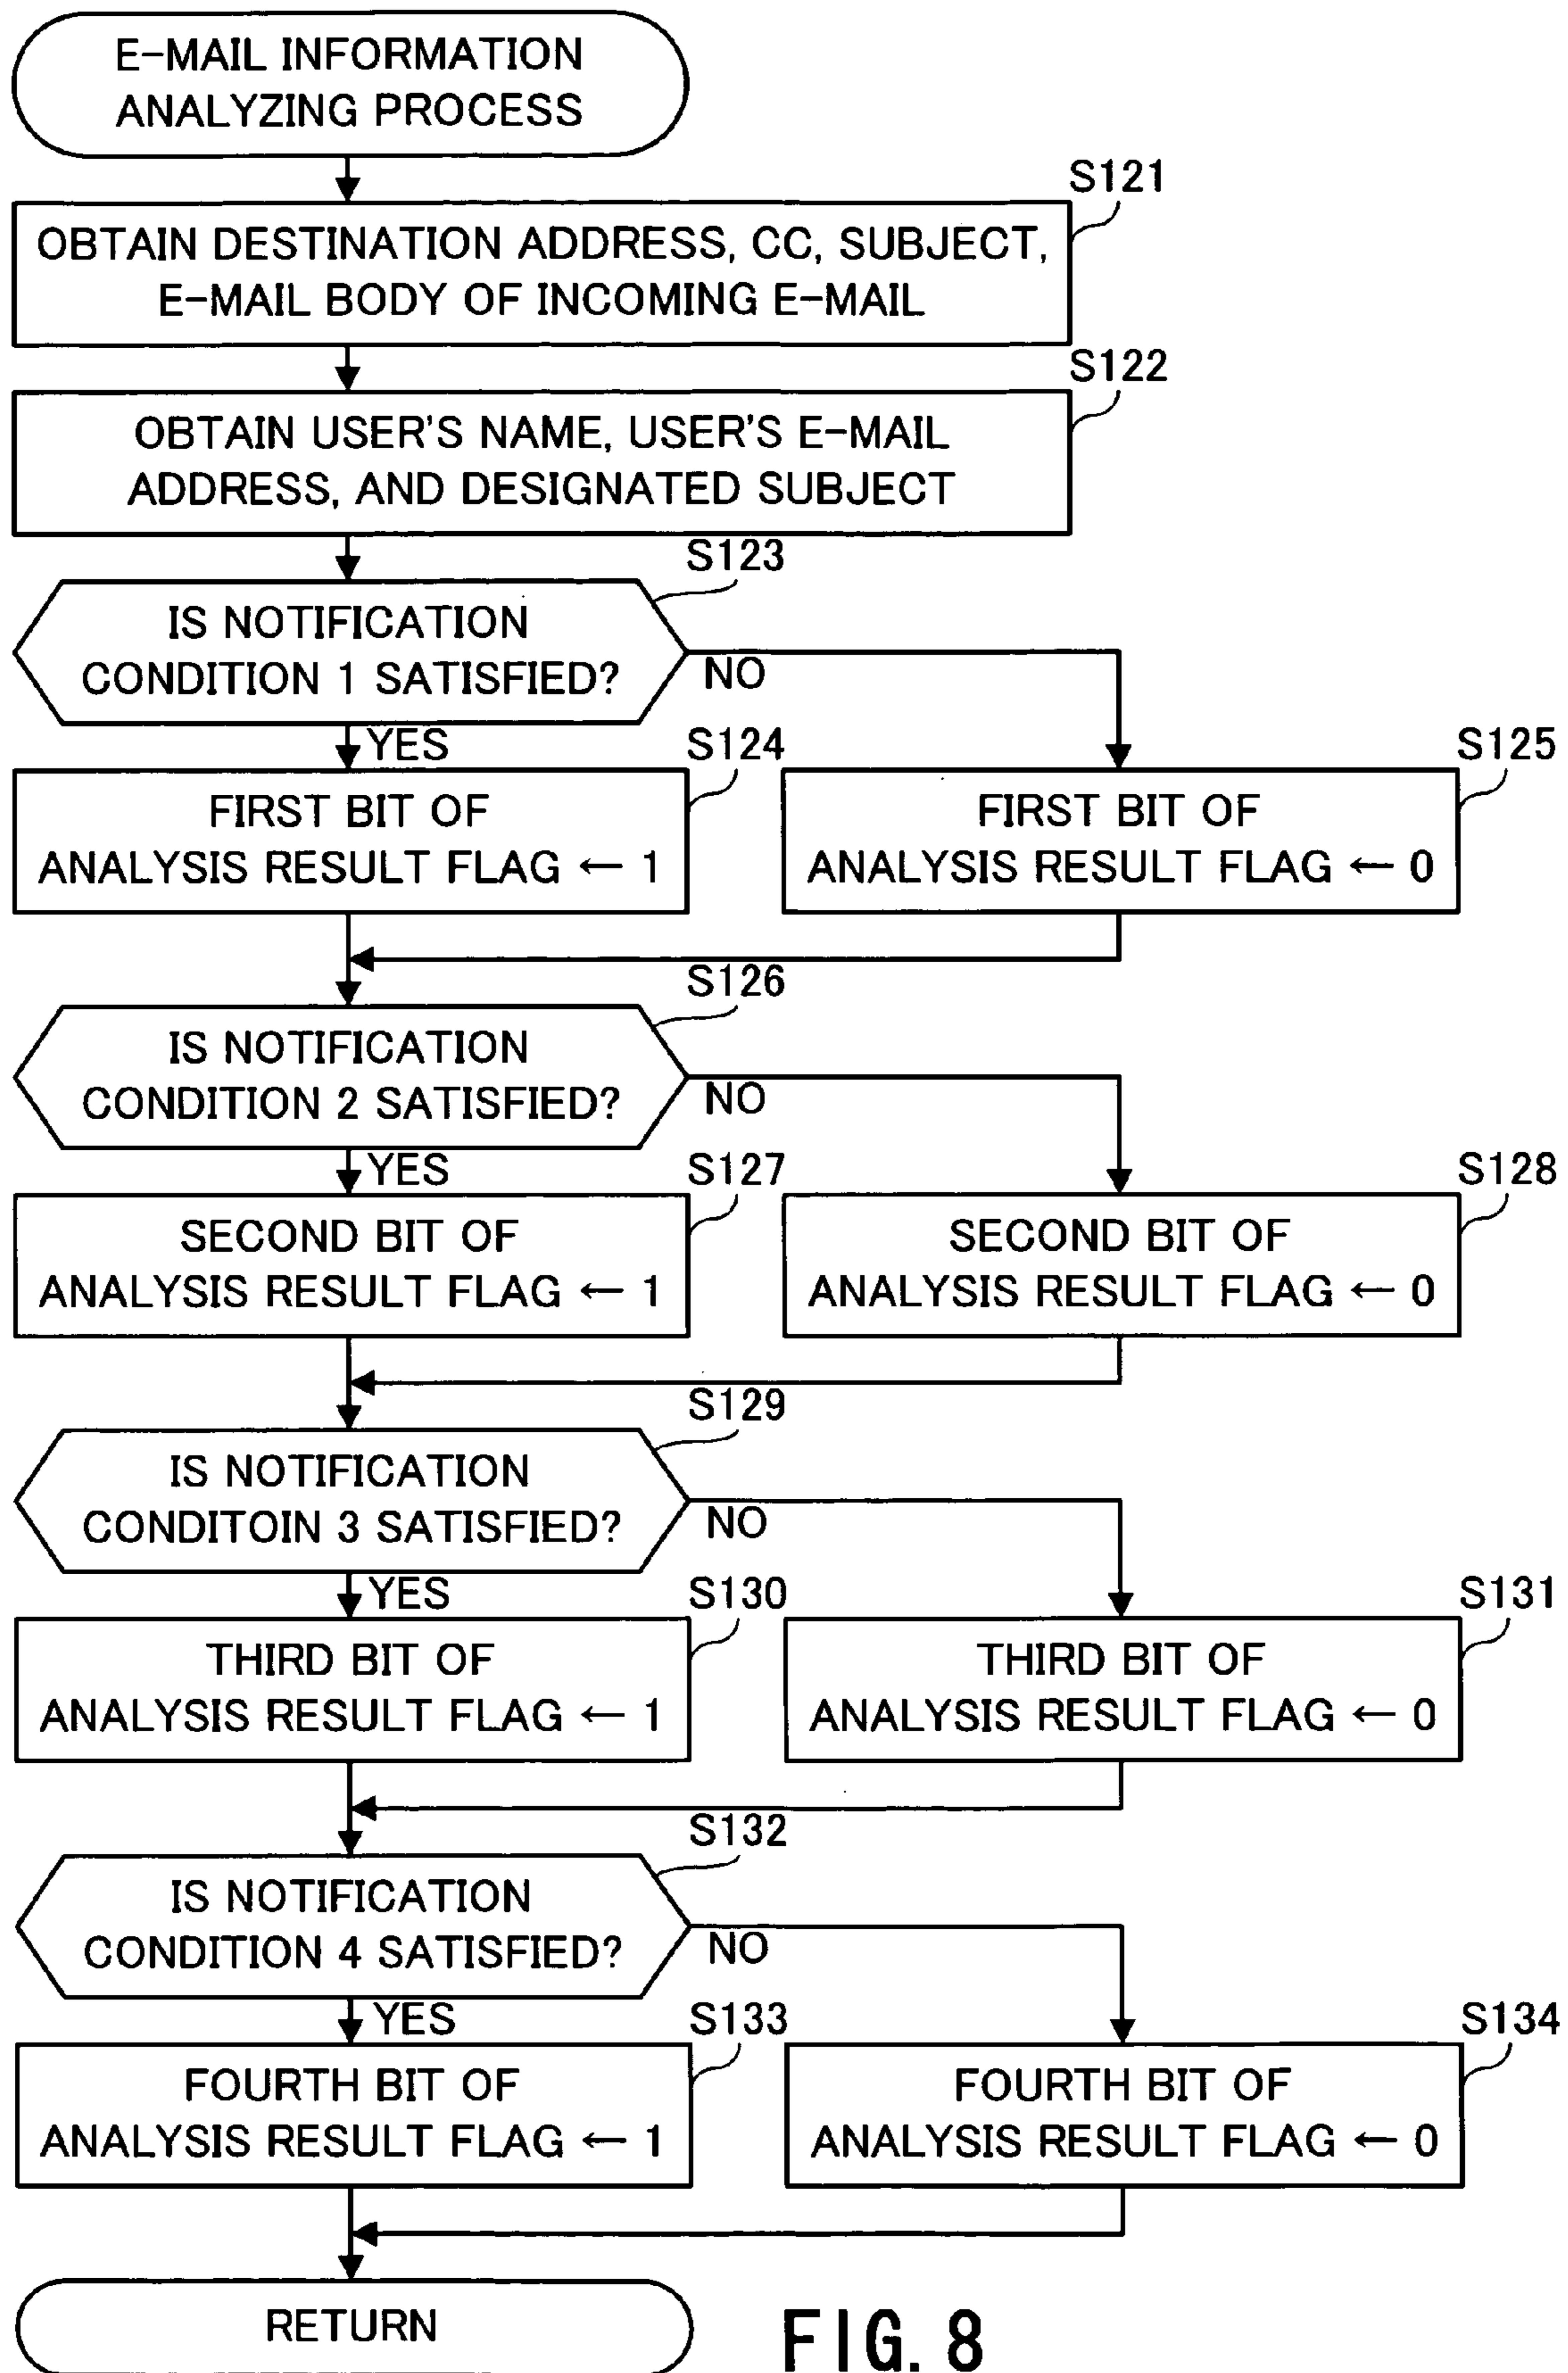 E-MAIL INFORMATION
ANALYZING PROCESS
S121
OBTAIN DESTINATION ADDRESS, CC, SUBJECT,
E-MAIL BODY OF INCOMING E-MAIL
S122
OBTAIN USER'S NAME, USER'S E-MAIL
ADDRESS, AND DESIGNATED SUBJECT
S123
IS NOTIFICATION
CONDITION 1 SATISFIED?
NO
YES
S124
FIRST BIT OF
ANALYSIS RESULT FLAG ← 1
S125
FIRST BIT OF
ANALYSIS RESULT FLAG ← 0
S126
IS NOTIFICATION
CONDITION 2 SATISFIED?
NO
YES
S127
SECOND BIT OF
ANALYSIS RESULT FLAG ← 1
S128
SECOND BIT OF
ANALYSIS RESULT FLAG ← 0
S129
IS NOTIFICATION
CONDITOIN 3 SATISFIED?
NO
YES
S130
THIRD BIT OF
ANALYSIS RESULT FLAG ← 1
S131
THIRD BIT OF
ANALYSIS RESULT FLAG ← 0
S132
IS NOTIFICATION
CONDITION 4 SATISFIED?
NO
YES
S133
FOURTH BIT OF
ANALYSIS RESULT FLAG ← 1
S134
FOURTH BIT OF
ANALYSIS RESULT FLAG ← 0
RETURN
FIG. 8